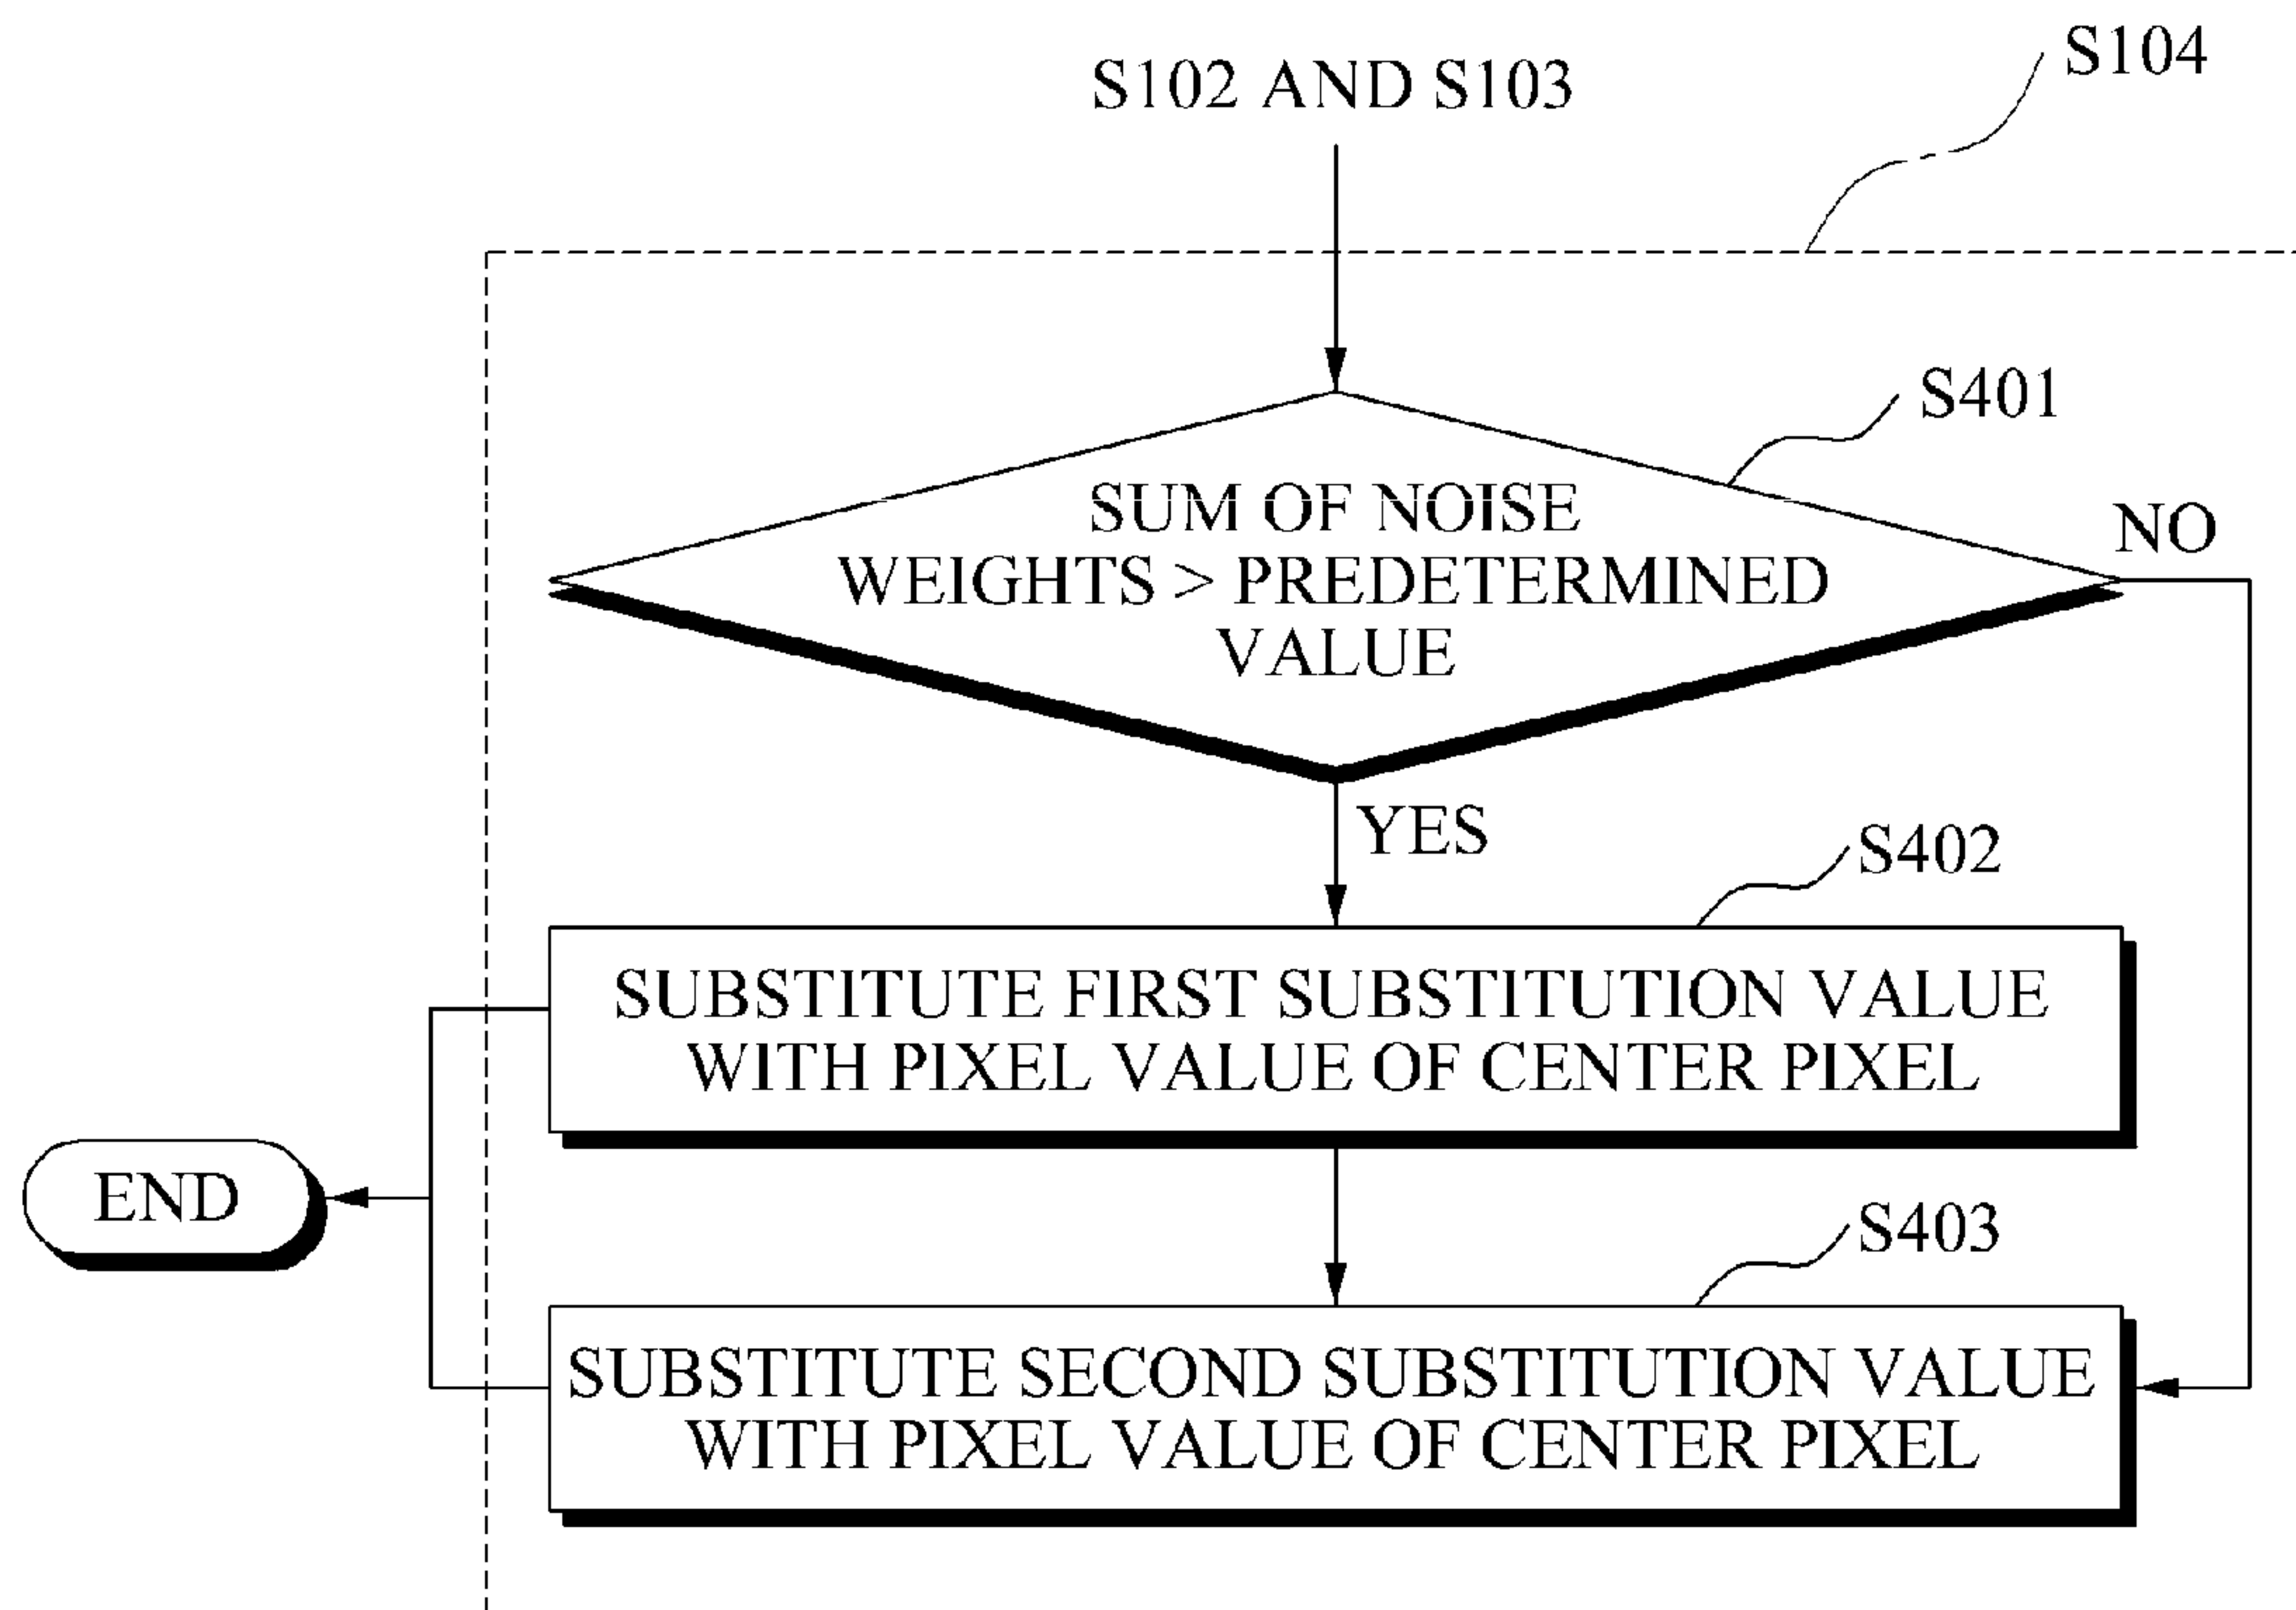 S104
S102 AND S103
S401
SUM OF NOISE
WEIGHTS > PREDETERMINED
VALUE
NO
YES
S402
SUBSTITUTE FIRST SUBSTITUTION VALUE
WITH PIXEL VALUE OF CENTER PIXEL
END
S403
SUBSTITUTE SECOND SUBSTITUTION VALUE
WITH PIXEL VALUE OF CENTER PIXEL